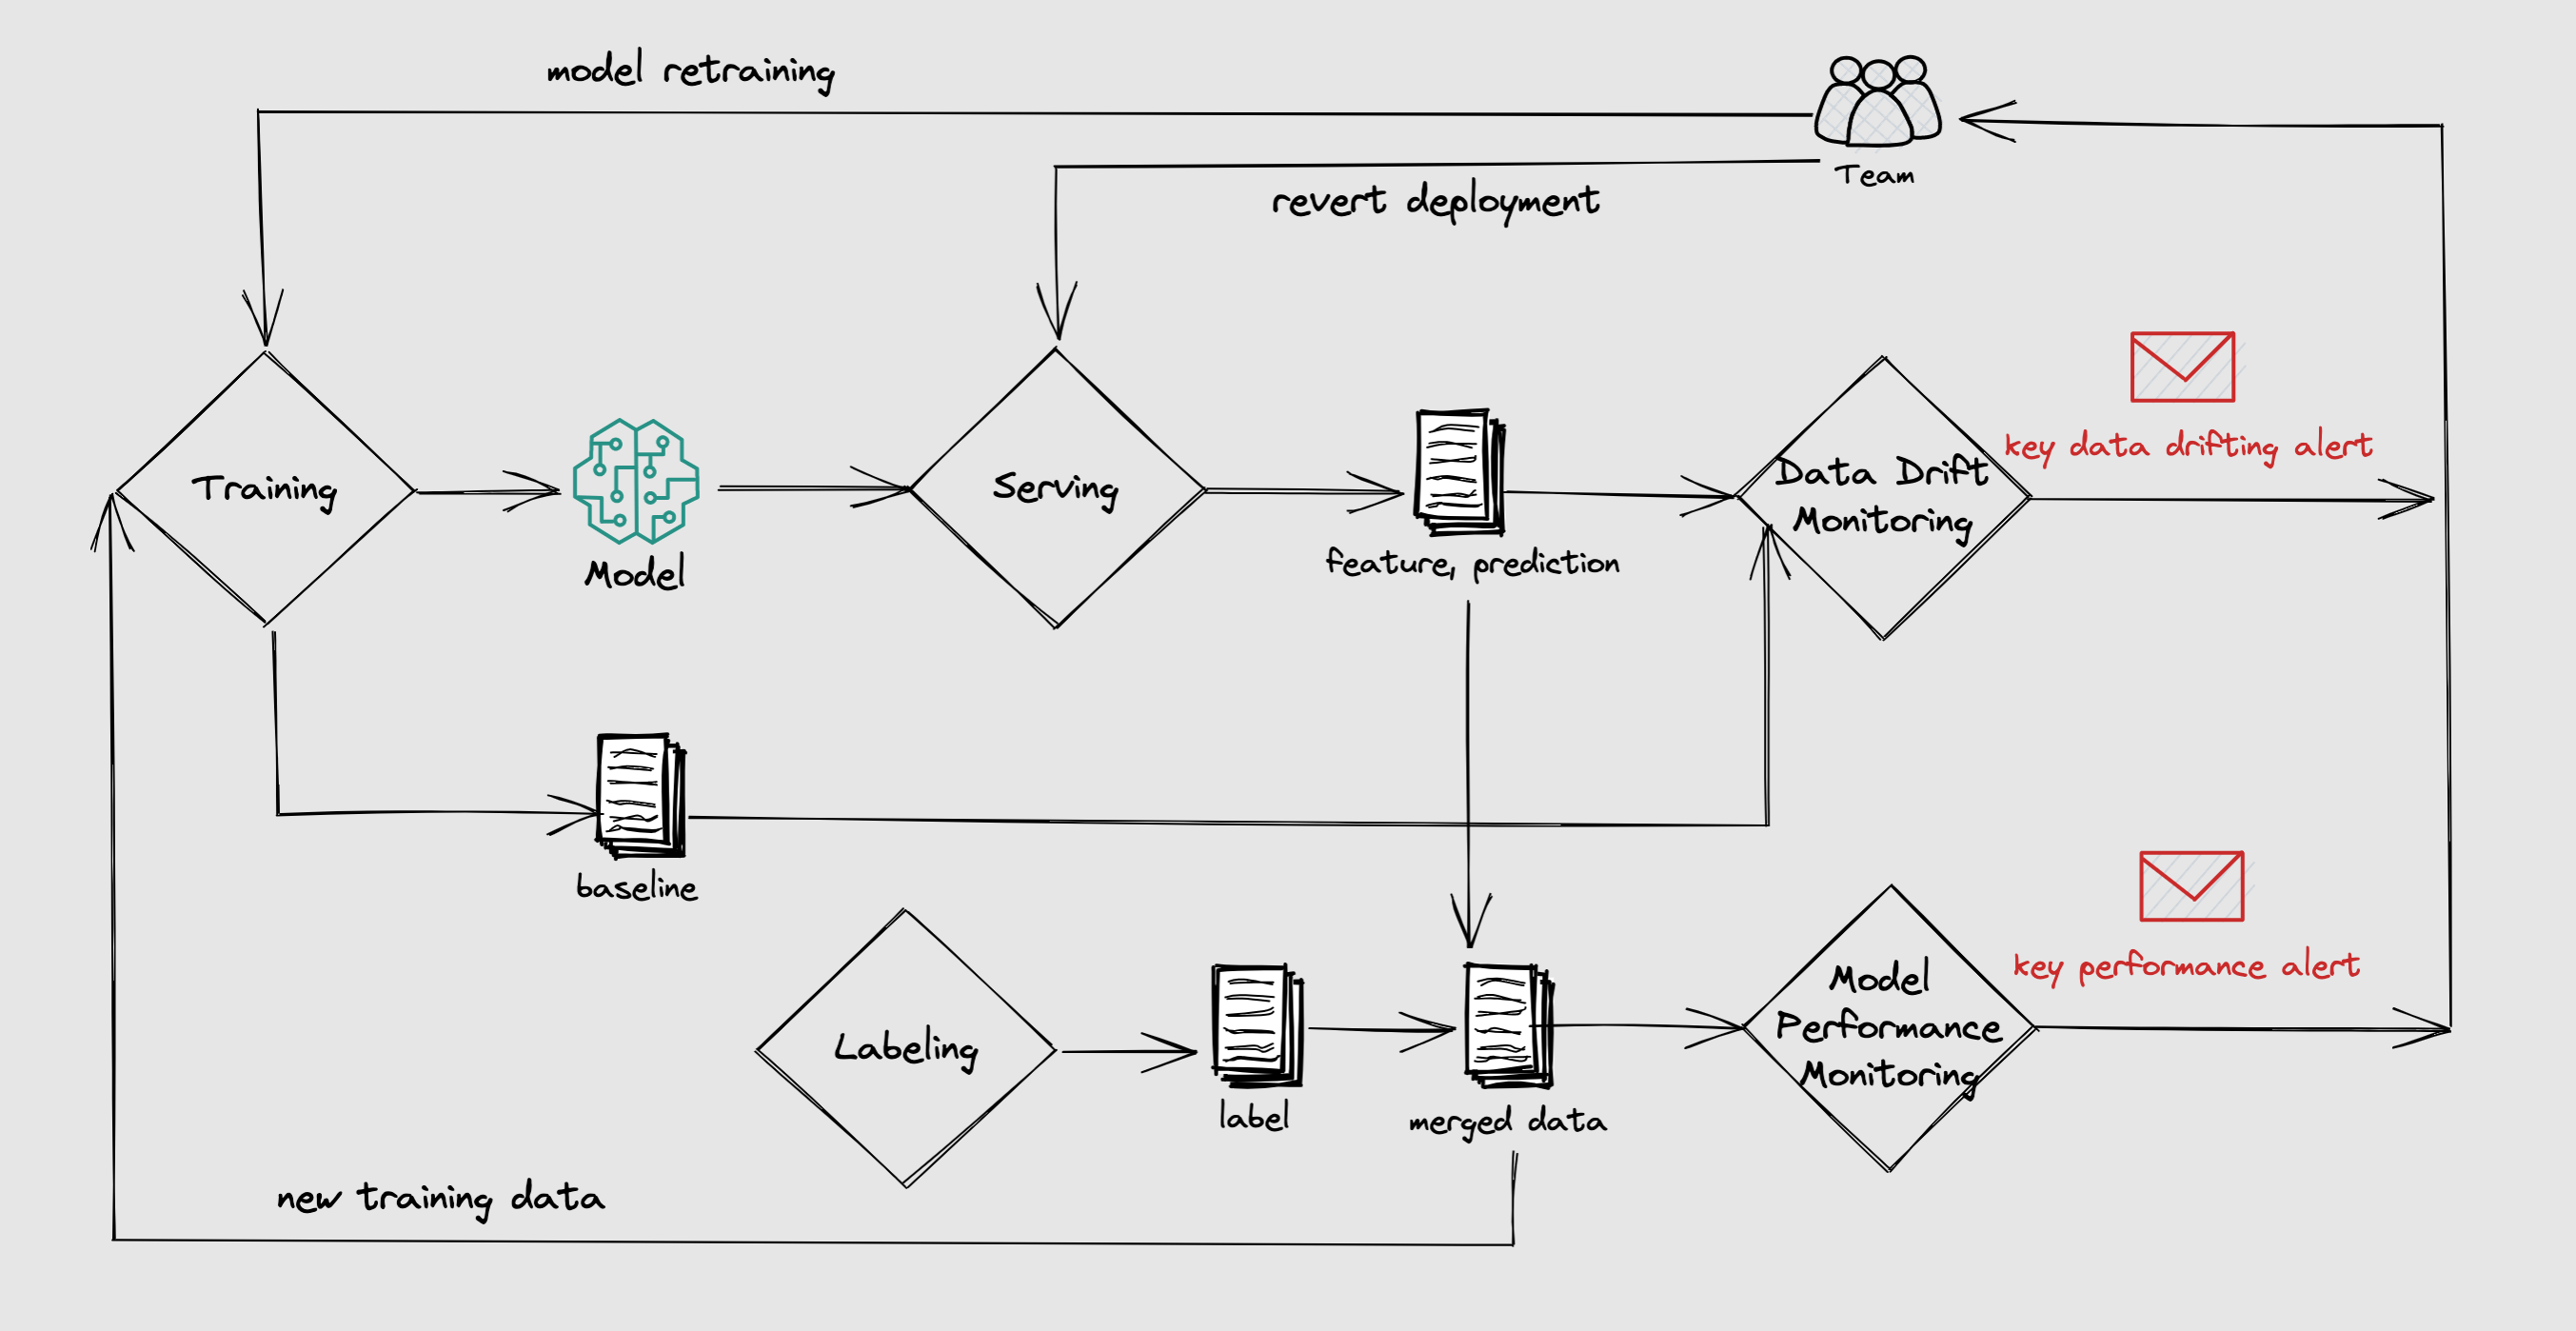 model retraining
Team
revert deployment
key data drifting alert
Training
Model
Serving
feature, prediction
Data Drift
Monitoring
baseline
Labeling
label
merged data
Model
Performance
Monitoring
key performance alert
new training data